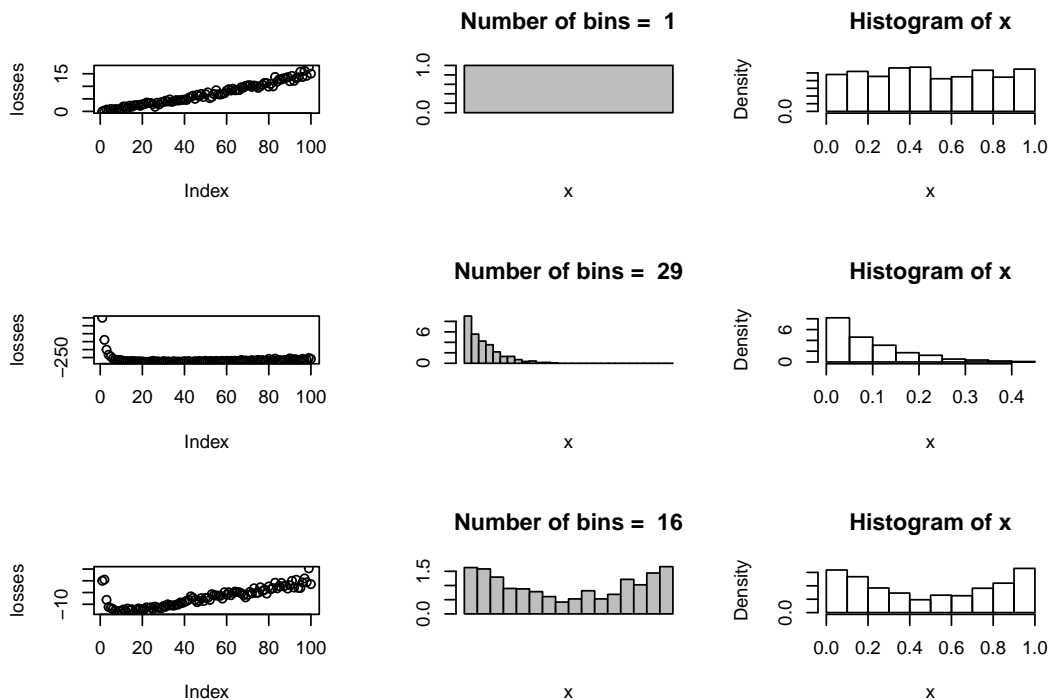 Number of bins = 1
Histogram of x
losses
0
15
0 20 40 60 80 100
Index
0.0
1.0
x
Density
0.0
0.0 0.2 0.4 0.6 0.8 1.0
x
Number of bins = 29
Histogram of x
losses
−250
0 20 40 60 80 100
Index
0
6
x
Density
0
6
0.0 0.1 0.2 0.3 0.4
x
Number of bins = 16
Histogram of x
losses
−10
0 20 40 60 80 100
Index
0.0
1.5
x
Density
0.0
0.0 0.2 0.4 0.6 0.8 1.0
x